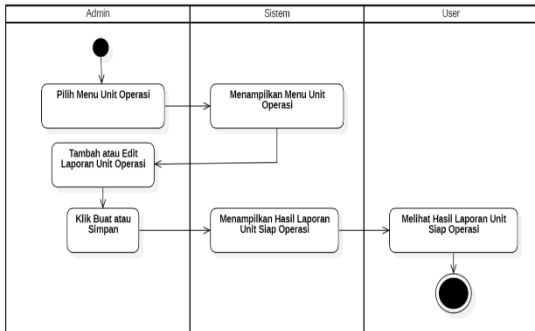 Admin
Sistem
User
Pilih Menu Unit Operasi
Menampilkan Menu Unit
Operasi
Tambah atau Edit
Laporan Unit Operasi
Klik Buat atau
Simpan
Menampilkan Hasil Laporan
Unit Siap Operasi
Melihat Hasil Laporan Unit
Siap Operasi